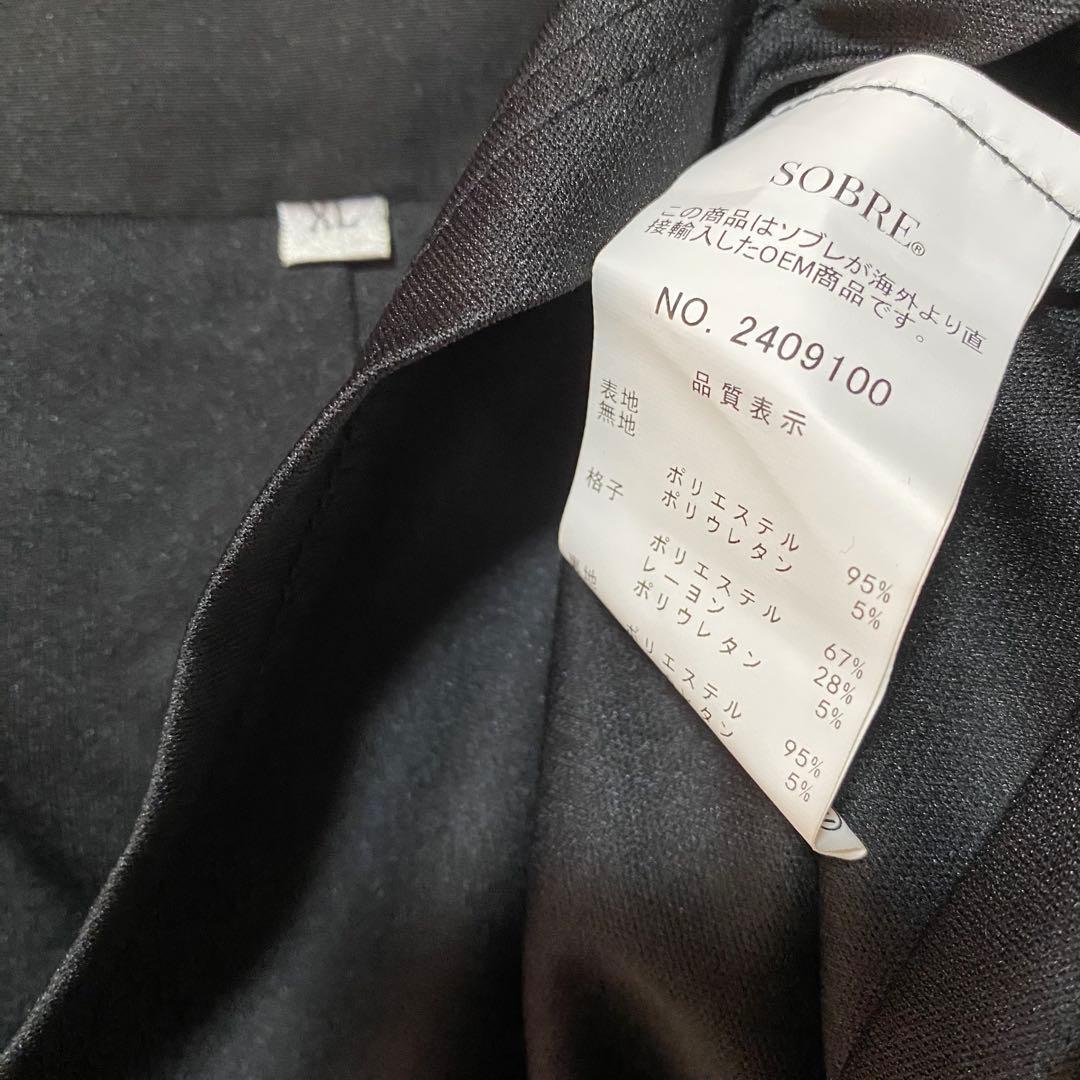 XL
SOBRE®
この商品はソブレが海外より直
接輸入したOEM商品です。
NO. 2409100
品質表示
表地
無地
ポリエステル 95%
ポリウレタン 5%
格子
ポリエステル 67%
レーヨン 28%
ポリウレタン 5%
ポリエステル 95%
タン 5%